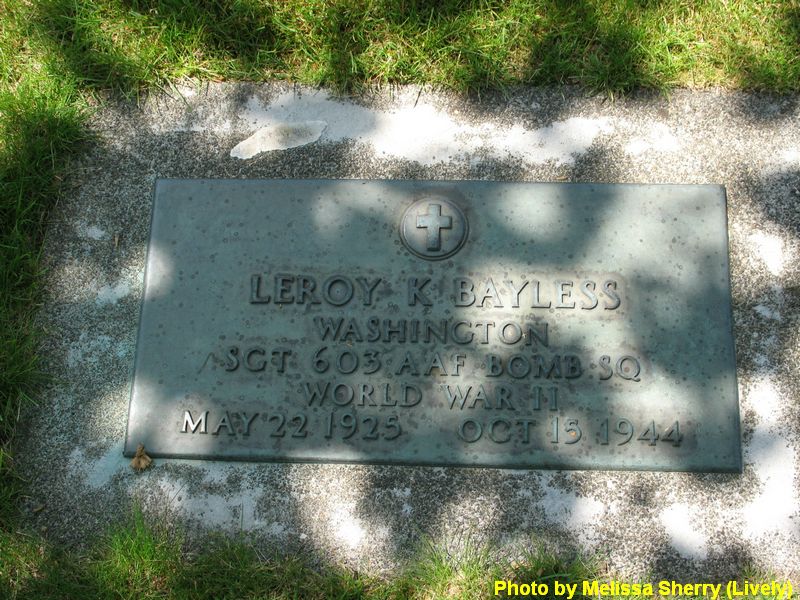 LEROY K BAYLESS
WASHINGTON
SGT 603 AAF BOMB SQ
WORLD WAR II
MAY 22 1925 OCT 15 1944
Photo by Melissa Sherry (Lively)